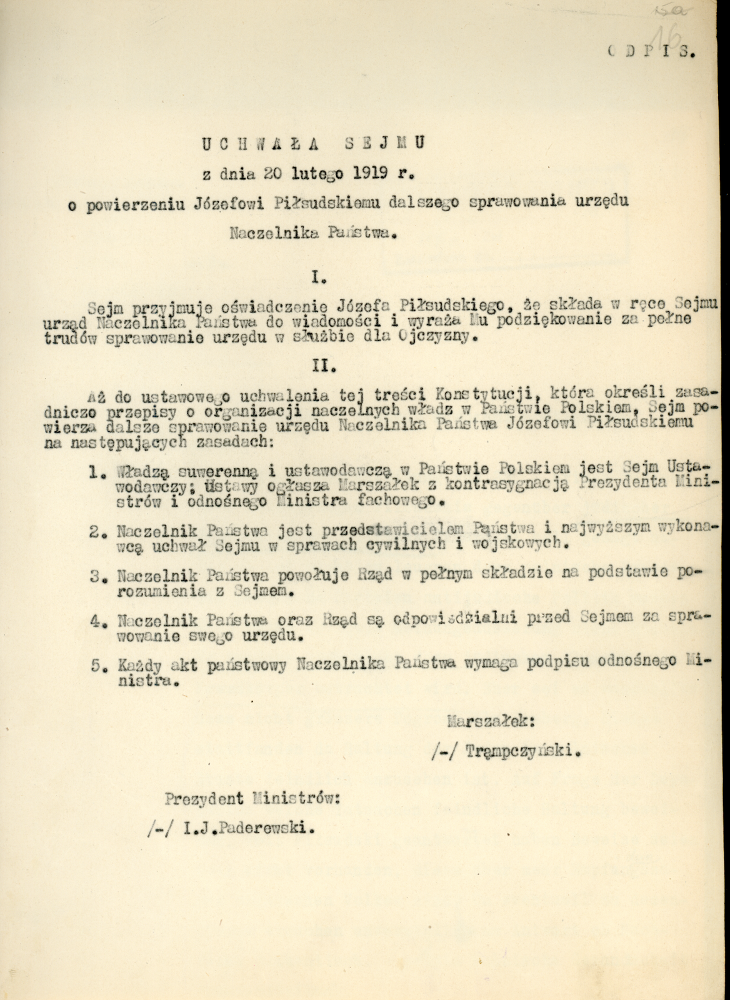 15a
16
O D P I S.
U C H W A Ł A   S E J M U
z dnia 20 lutego 1919 r.
o powierzeniu Józefowi Piłsudskiemu dalszego sprawowania urzędu
Naczelnika Państwa.
I.
Sejm przyjmuje oświadczenie Józefa Piłsudskiego, że składa w ręce Sejmu
urząd Naczelnika Państwa do wiadomości i wyraża Mu podziękowanie za pełne
trudów sprawowanie urzędu w służbie dla Ojczyzny.
II.
Aż do ustawowego uchwalenia tej treści Konstytucji, która określi zasa-
dniczo przepisy o organizacji naczelnych władz w Państwie Polskiem, Sejm po-
wierza dalsze sprawowanie urzędu Naczelnika Państwa Józefowi Piłsudskiemu
na następujących zasadach:
1. Władzą suwerenną i ustawodawczą w Państwie Polskiem jest Sejm Usta-
wodawczy; Ustawy ogłasza Marszałek z kontrasygnacją Prezydenta Mini-
strów i odnośnego Ministra fachowego.
2. Naczelnik Państwa jest przedstawicielem Państwa i najwyższym wykona-
wcą uchwał Sejmu w sprawach cywilnych i wojskowych.
3. Naczelnik Państwa powołuje Rząd w pełnym składzie na podstawie po-
rozumienia z Sejmem.
4. Naczelnik Państwa oraz Rząd są odpowiedzialni przed Sejmem za spra-
wowanie swego urzędu.
5. Każdy akt państwowy Naczelnika Państwa wymaga podpisu odnośnego Mi-
nistra.
Marszałek:
/-/ Trąmpczyński.
Prezydent Ministrów:
/-/ I.J.Paderewski.